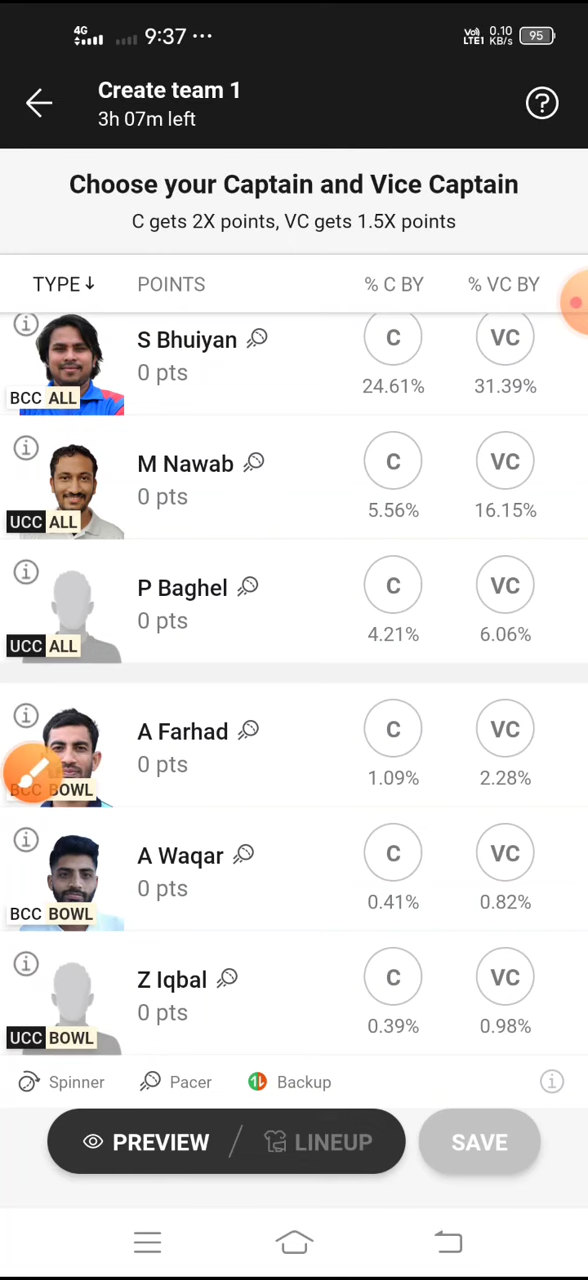 4G 9:37 ··· Vo) LTE1 0.10 KB/s 95
Create team 1
3h 07m left
Choose your Captain and Vice Captain
C gets 2X points, VC gets 1.5X points
TYPE↓ POINTS % C BY % VC BY
S Bhuiyan C VC
0 pts 24.61% 31.39%
BCC ALL
M Nawab C VC
0 pts 5.56% 16.15%
UCC ALL
P Baghel C VC
0 pts 4.21% 6.06%
UCC ALL
A Farhad C VC
0 pts 1.09% 2.28%
BCC BOWL
A Waqar C VC
0 pts 0.41% 0.82%
BCC BOWL
Z Iqbal C VC
0 pts 0.39% 0.98%
UCC BOWL
Spinner Pacer Backup
PREVIEW / LINEUP SAVE